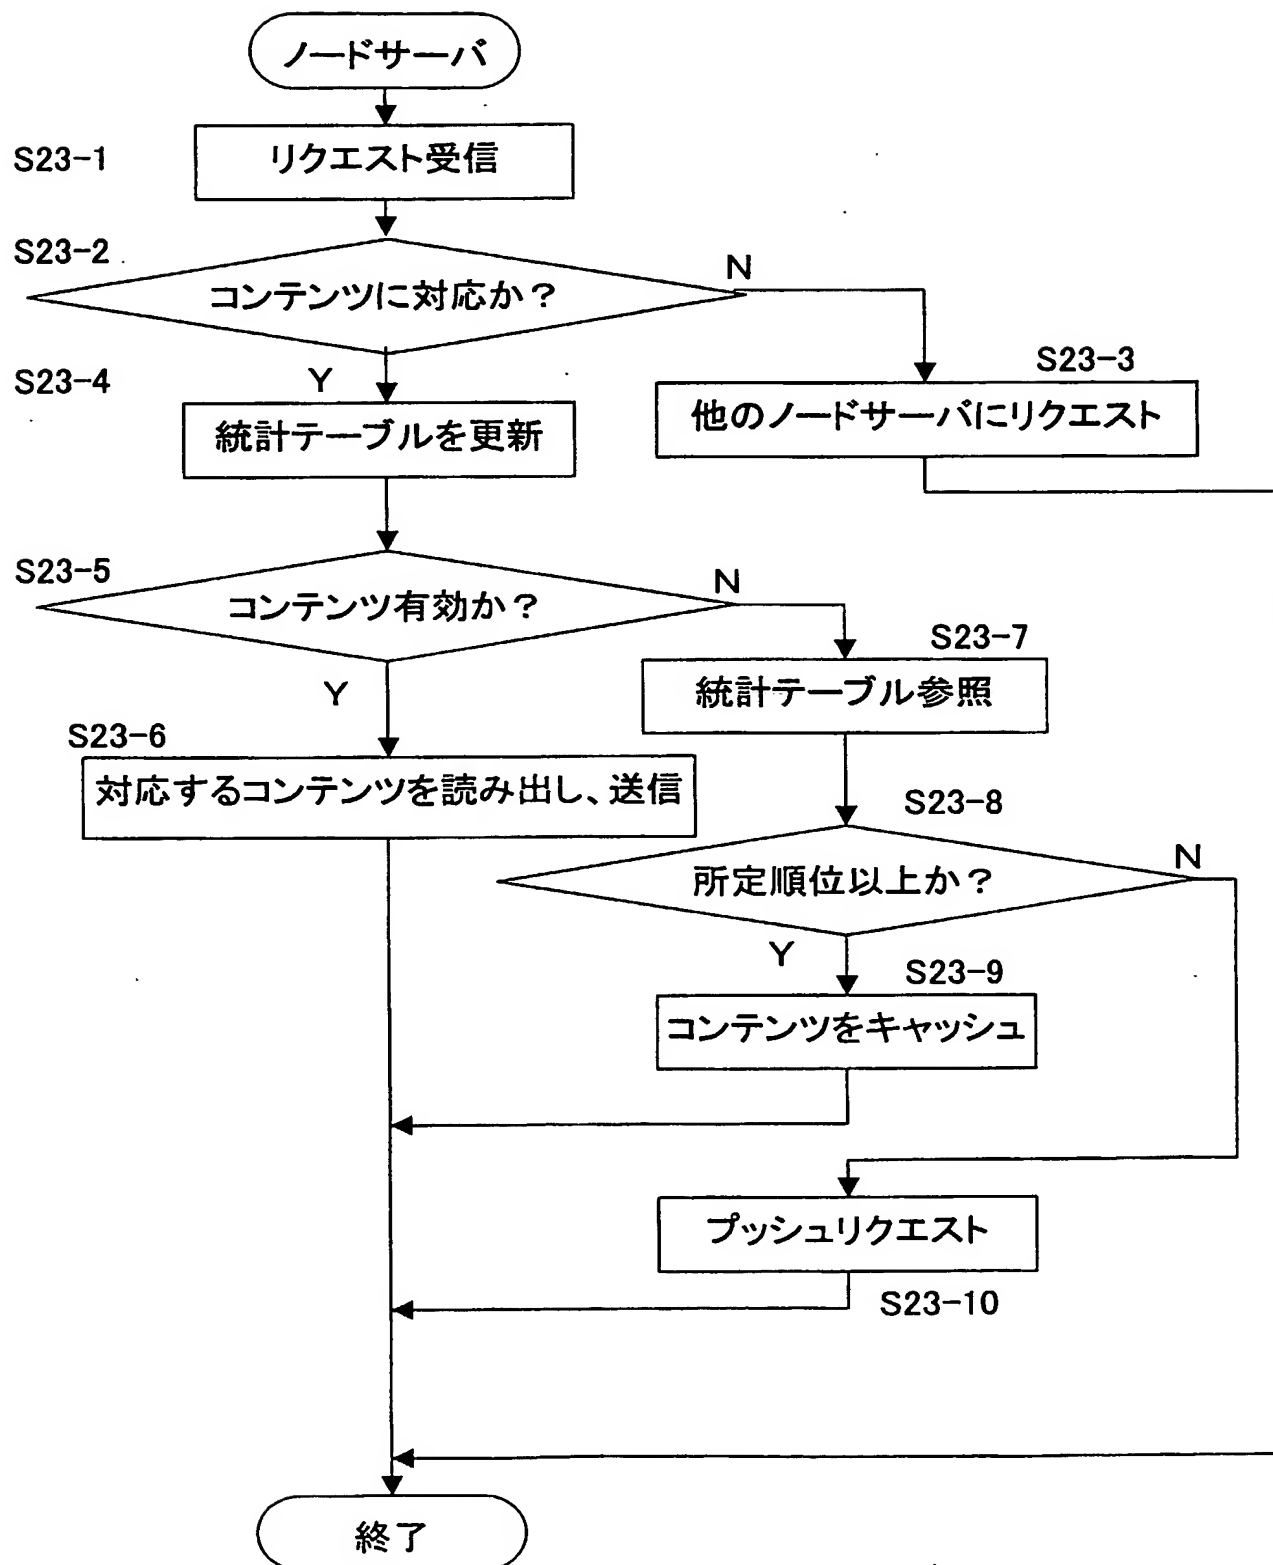 ノードサーバ
S23-1
リクエスト受信
S23-2
コンテンツに対応か？
N
S23-3
他のノードサーバにリクエスト
S23-4
Y
統計テーブルを更新
S23-5
コンテンツ有効か？
N
S23-7
統計テーブル参照
Y
S23-6
対応するコンテンツを読み出し、送信
S23-8
所定順位以上か？
N
Y
S23-9
コンテンツをキャッシュ
プッシュリクエスト
S23-10
終了